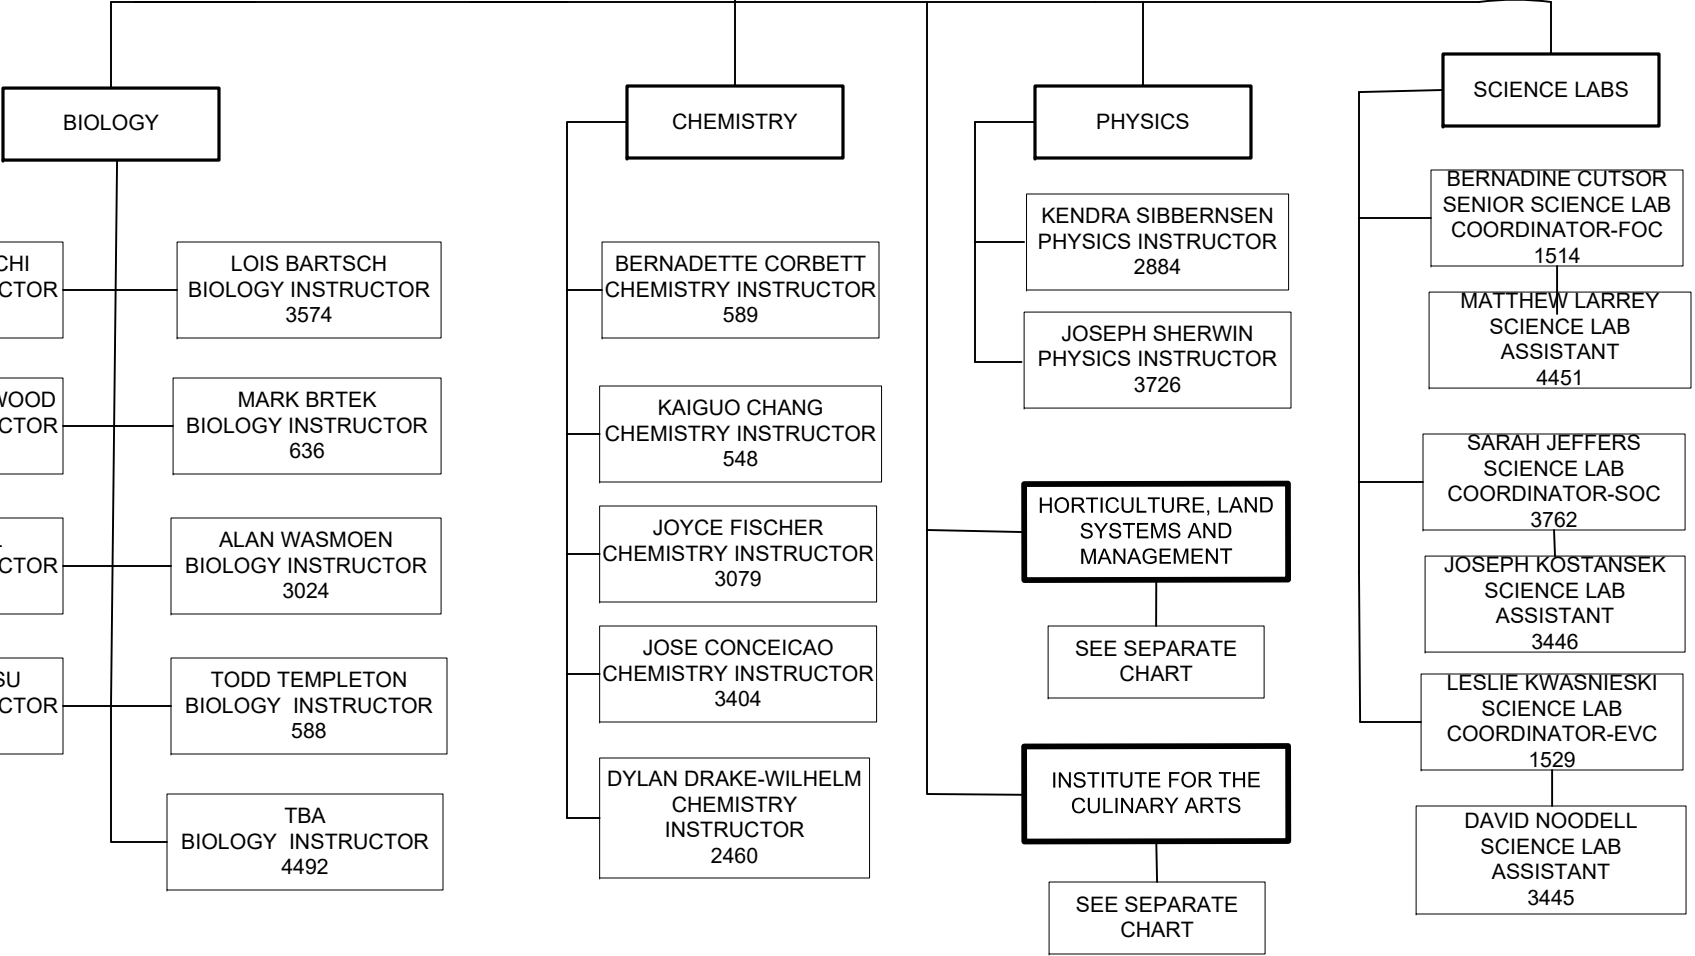 BIOLOGY
CHEMISTRY
PHYSICS
SCIENCE LABS
LOIS BARTSCH
BIOLOGY INSTRUCTOR
3574
MARK BRTEK
BIOLOGY INSTRUCTOR
636
ALAN WASMOEN
BIOLOGY INSTRUCTOR
3024
TODD TEMPLETON
BIOLOGY INSTRUCTOR
588
TBA
BIOLOGY INSTRUCTOR
4492
BERNADETTE CORBETT
CHEMISTRY INSTRUCTOR
589
KAIGUO CHANG
CHEMISTRY INSTRUCTOR
548
JOYCE FISCHER
CHEMISTRY INSTRUCTOR
3079
JOSE CONCEICAO
CHEMISTRY INSTRUCTOR
3404
DYLAN DRAKE-WILHELM
CHEMISTRY
INSTRUCTOR
2460
KENDRA SIBBERNSEN
PHYSICS INSTRUCTOR
2884
JOSEPH SHERWIN
PHYSICS INSTRUCTOR
3726
HORTICULTURE, LAND
SYSTEMS AND
MANAGEMENT
SEE SEPARATE
CHART
INSTITUTE FOR THE
CULINARY ARTS
SEE SEPARATE
CHART
BERNADINE CUTSOR
SENIOR SCIENCE LAB
COORDINATOR-FOC
1514
MATTHEW LARREY
SCIENCE LAB
ASSISTANT
4451
SARAH JEFFERS
SCIENCE LAB
COORDINATOR-SOC
3762
JOSEPH KOSTANSEK
SCIENCE LAB
ASSISTANT
3446
LESLIE KWASNIESKI
SCIENCE LAB
COORDINATOR-EVC
1529
DAVID NOODELL
SCIENCE LAB
ASSISTANT
3445